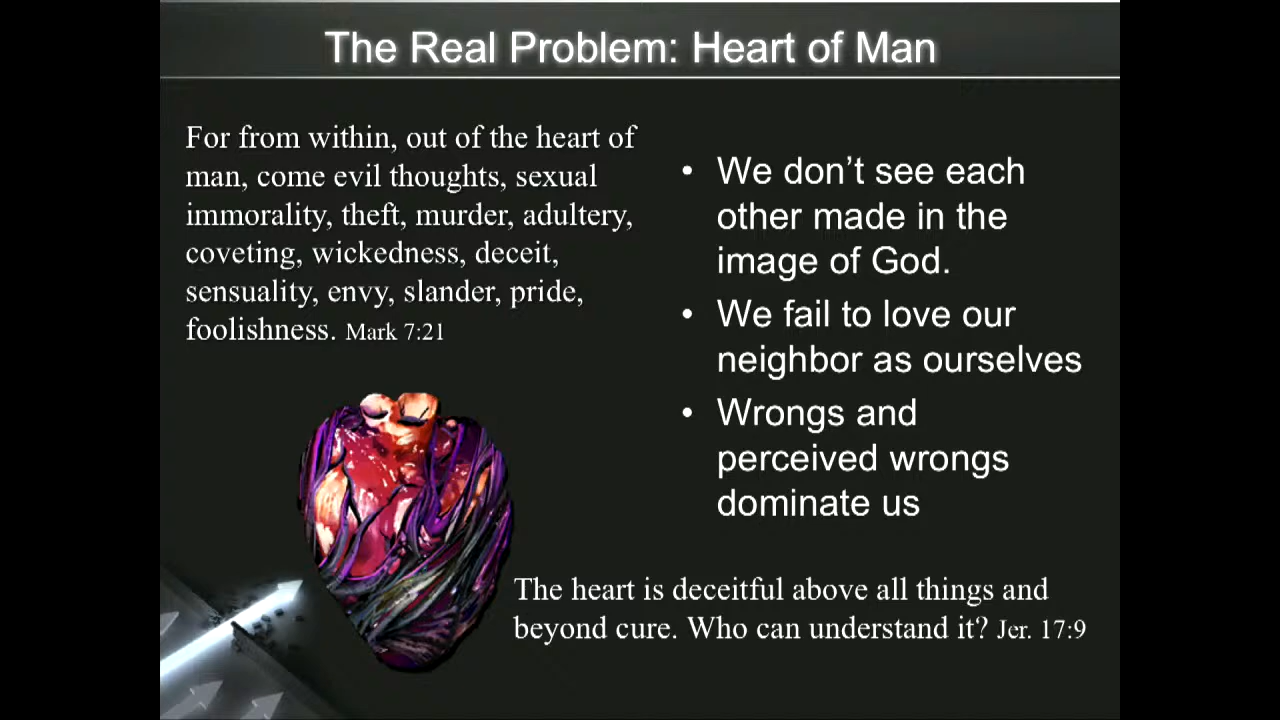 The Real Problem: Heart of Man
For from within, out of the heart of
man, come evil thoughts, sexual
immorality, theft, murder, adultery,
coveting, wickedness, deceit,
sensuality, envy, slander, pride,
foolishness. Mark 7:21
• We don’t see each
other made in the
image of God.
• We fail to love our
neighbor as ourselves
• Wrongs and
perceived wrongs
dominate us
The heart is deceitful above all things and
beyond cure. Who can understand it? Jer. 17:9